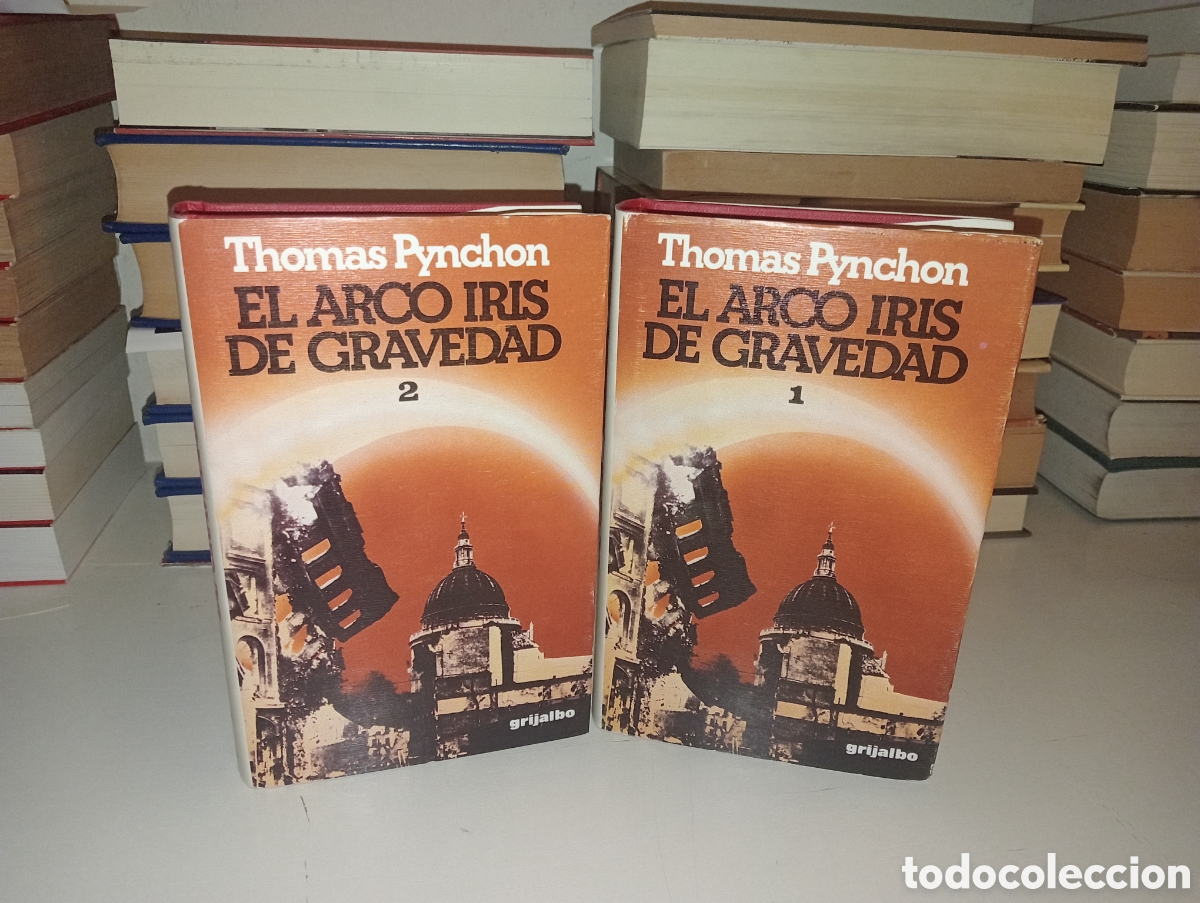 Thomas Pynchon
EL ARCO IRIS
DE GRAVEDAD
2
grijalbo
Thomas Pynchon
EL ARCO IRIS
DE GRAVEDAD
1
grijalbo
todocoleccion